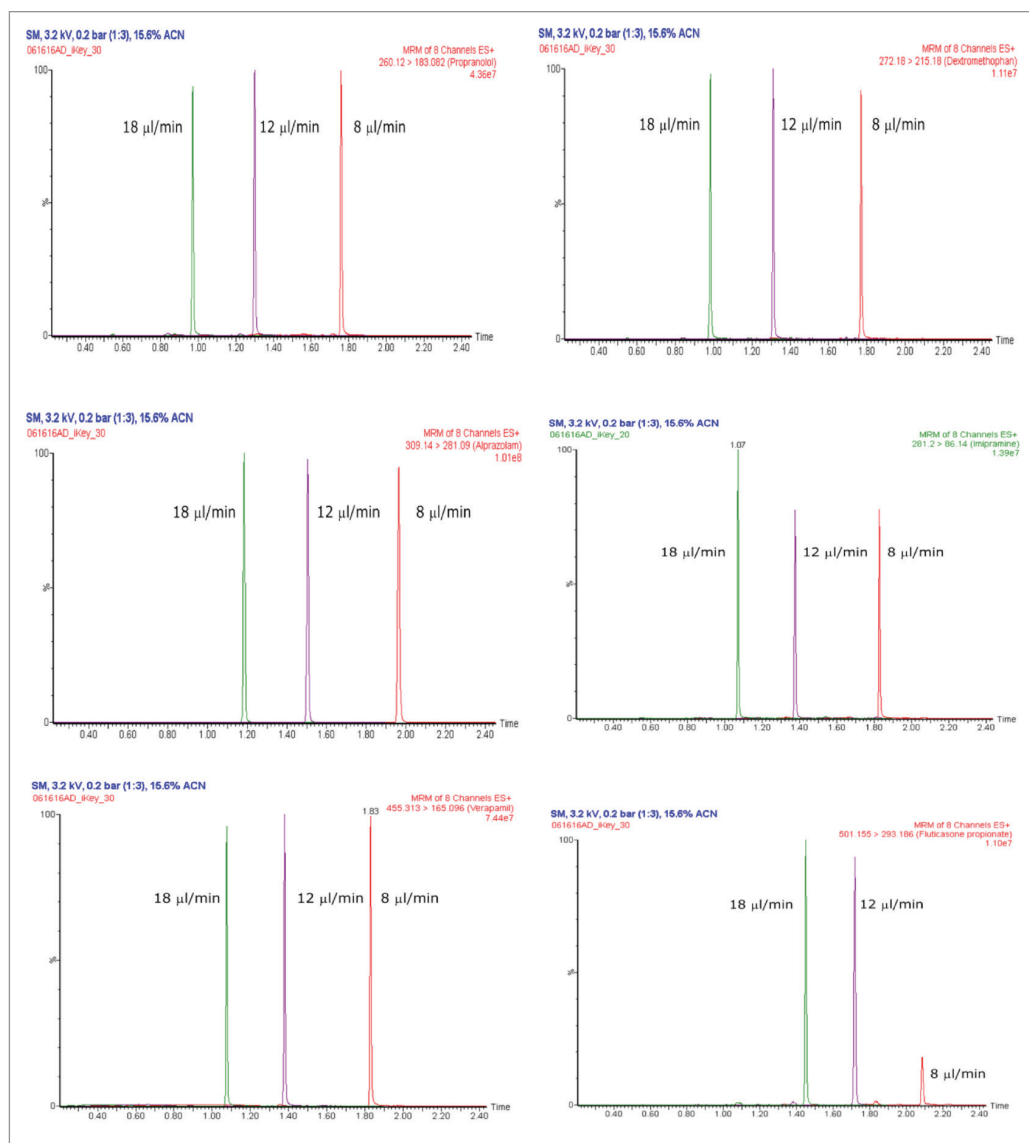 SM, 3.2 kV, 0.2 bar (1:3), 15.6% ACN
061616AD_iKey_30
MRM of 8 Channels ES+
260.12 > 183.082 (Propranolol)
4.36e7
100
%
0
18 µl/min
12 µl/min
8 µl/min
0.40 0.60 0.80 1.00 1.20 1.40 1.60 1.80 2.00 2.20 2.40
Time
SM, 3.2 kV, 0.2 bar (1:3), 15.6% ACN
061616AD_iKey_30
MRM of 8 Channels ES+
272.18 > 215.18 (Dextromethophan)
1.11e7
100
%
0
18 µl/min
12 µl/min
8 µl/min
0.40 0.60 0.80 1.00 1.20 1.40 1.60 1.80 2.00 2.20 2.40
Time
SM, 3.2 kV, 0.2 bar (1:3), 15.6% ACN
061616AD_iKey_30
MRM of 8 Channels ES+
309.14 > 281.09 (Alprazolam)
1.01e8
100
%
0
18 µl/min
12 µl/min
8 µl/min
0.40 0.60 0.80 1.00 1.20 1.40 1.60 1.80 2.00 2.20 2.40
Time
SM, 3.2 kV, 0.2 bar (1:3), 15.6% ACN
061616AD_iKey_20
MRM of 8 Channels ES+
281.2 > 86.14 (Imipramine)
1.39e7
1.07
100
%
0
18 µl/min
12 µl/min
8 µl/min
0.40 0.60 0.80 1.00 1.20 1.40 1.60 1.80 2.00 2.20 2.40
Time
SM, 3.2 kV, 0.2 bar (1:3), 15.6% ACN
061616AD_iKey_30
MRM of 8 Channels ES+
455.313 > 165.096 (Verapamil)
7.44e7
1.83
100
%
0
18 µl/min
12 µl/min
8 µl/min
0.40 0.60 0.80 1.00 1.20 1.40 1.60 1.80 2.00 2.20 2.40
Time
SM, 3.2 kV, 0.2 bar (1:3), 15.6% ACN
061616AD_iKey_30
MRM of 8 Channels ES+
501.155 > 293.186 (Fluticasone propionate)
1.10e7
100
%
0
18 µl/min
12 µl/min
8 µl/min
0.40 0.60 0.80 1.00 1.20 1.40 1.60 1.80 2.00 2.20 2.40
Time